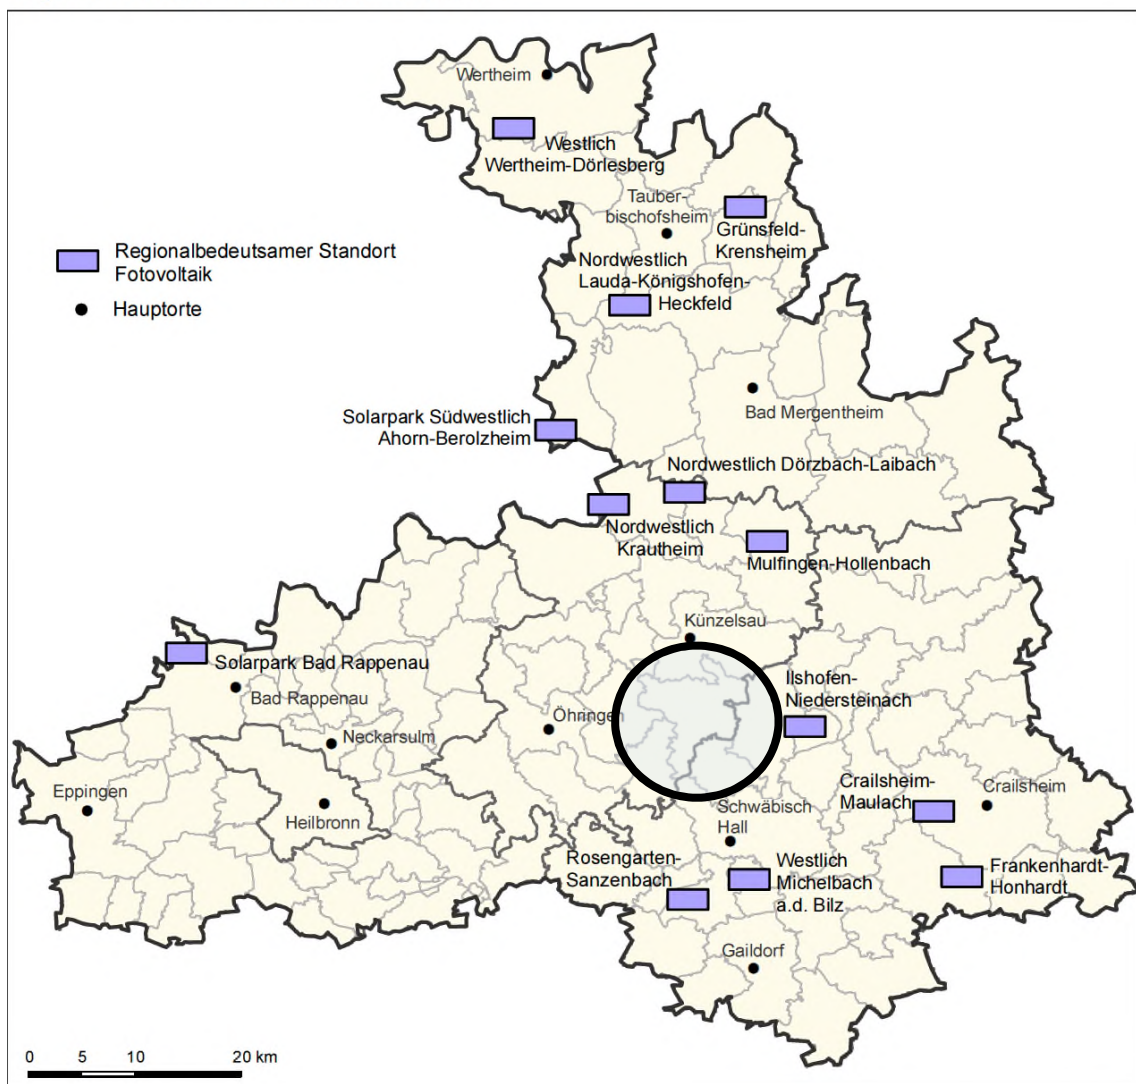 Wertheim
Westlich
Wertheim-Dörlesberg
Tauber-
bischofsheim
Grünsfeld-
Krensheim
Regionalbedeutsamer Standort
Fotovoltaik
Hauptorte
Nordwestlich
Lauda-Königshofen-
Heckfeld
Bad Mergentheim
Solarpark Südwestlich
Ahorn-Berolzheim
Nordwestlich Dörzbach-Laibach
Nordwestlich
Krautheim
Mulfingen-Hollenbach
Künzelsau
Solarpark Bad Rappenau
Bad Rappenau
Ilshofen-
Niedersteinach
Öhringen
Neckarsulm
Eppingen
Heilbronn
Crailsheim-
Maulach
Crailsheim
Schwäbisch
Hall
Rosengarten-
Sanzenbach
Westlich
Michelbach
a.d. Bilz
Frankenhardt-
Honhardt
Gaildorf
0 5 10 20 km